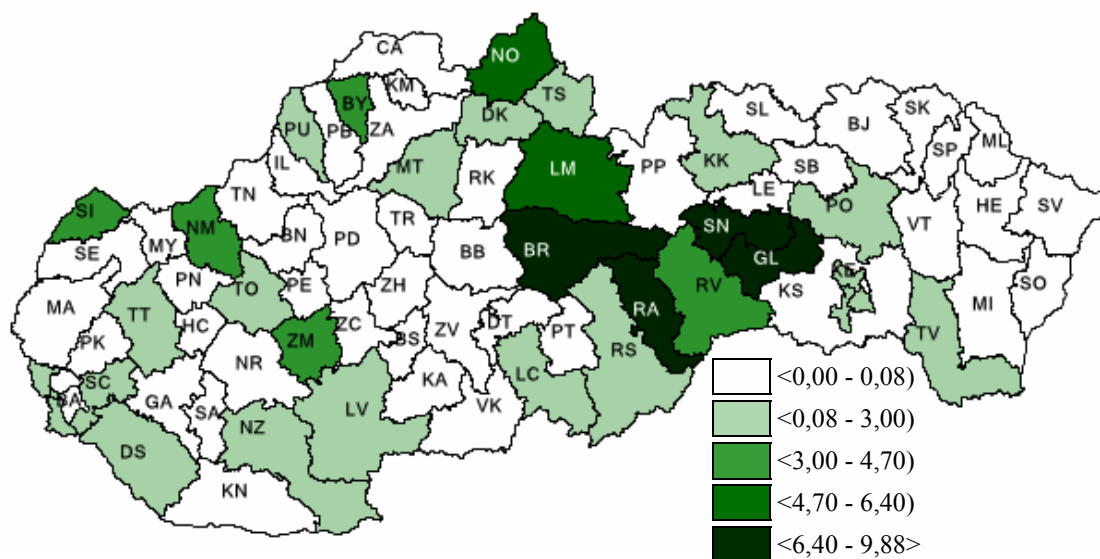 CA
NO
KM
BY
TS
PU
PB
ZA
DK
SL
SK
BJ
ML
SP
IL
MT
RK
LM
PP
KK
SB
TN
LE
SI
NM
TR
PO
HE
SV
VT
SE
MY
BN
PD
BB
BR
SN
GL
KE
PN
TO
PE
ZH
RV
KS
SO
MA
TT
HC
ZM
ZC
BS
ZV
DT
PT
RA
MI
PK
NR
KA
LC
RS
TV
SC
BA
GA
SA
NZ
LV
VK
DS
KN
<0,00 - 0,08)
<0,08 - 3,00)
<3,00 - 4,70)
<4,70 - 6,40)
<6,40 - 9,88>